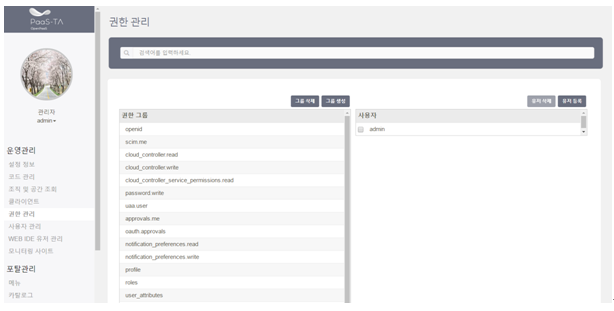 PaaS-TA
OpenPaaS
관리자
admin
운영관리
설정 정보
코드 관리
조직 및 공간 조회
클라이언트
권한 관리
사용자 관리
WEB IDE 유저 관리
모니터링 사이트
포탈관리
메뉴
카탈로그
권한 관리
검색어를 입력하세요
그룹 삭제
그룹 생성
권한 그룹
openid
scim.me
cloud_controller.read
cloud_controller.write
cloud_controller_service_permissions.read
password.write
uaa.user
approvals.me
oauth.approvals
notification_preferences.read
notification_preferences.write
profile
roles
user_attributes
유저 삭제
유저 등록
사용자
admin